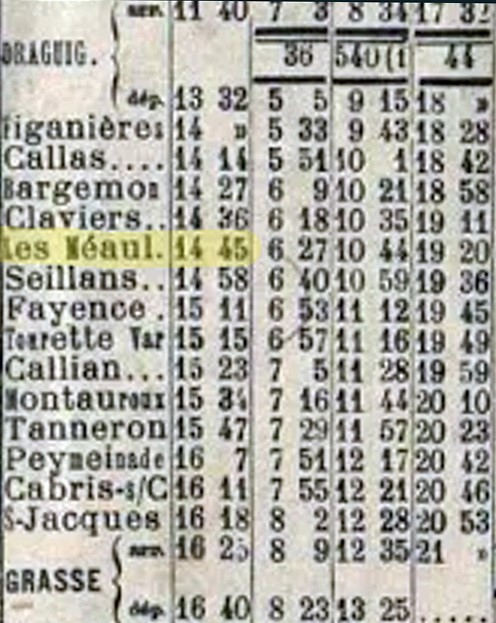 arr. 11 40 7 3 8 34 17 32
DRAGUIG.
36 540 (1 44
dép. 13 32 5 5 9 15 18 »
Figanières 14 » 5 33 9 43 18 28
Callas.... 14 14 5 51 10 1 18 42
Bargemon 14 27 6 9 10 21 18 58
Claviers.. 14 36 6 18 10 35 19 11
Les Méaul. 14 45 6 27 10 44 19 20
Seillans.. 14 58 6 40 10 59 19 36
Fayence . 15 11 6 53 11 12 19 45
Tourette Var 15 15 6 57 11 16 19 49
Callian... 15 23 7 5 11 28 19 59
Montauroux 15 34 7 16 11 44 20 10
Tanneron 15 47 7 29 11 57 20 23
Peymeinade 16 7 7 51 12 17 20 42
Cabris-s/C 16 11 7 55 12 21 20 46
S-Jacques 16 18 8 2 12 28 20 53
arr. 16 25 8 9 12 35 21 »
GRASSE
dép. 16 40 8 23 13 25 .....